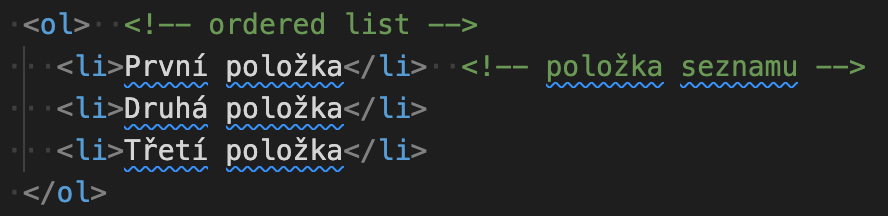 <ol> <!-- ordered list -->
<li>První položka</li> <!-- položka seznamu -->
<li>Druhá položka</li>
<li>Třetí položka</li>
</ol>